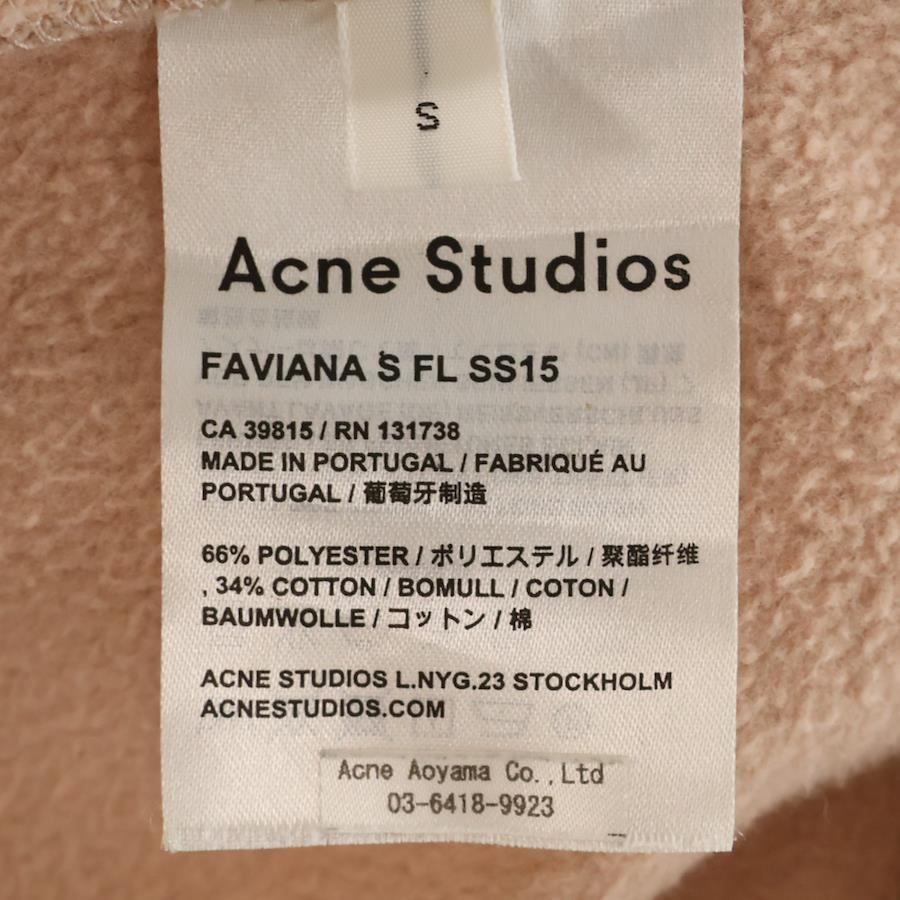 S
Acne Studios
FAVIANA S FL SS15
CA 39815 / RN 131738
MADE IN PORTUGAL / FABRIQUÉ AU
PORTUGAL / 葡萄牙制造
66% POLYESTER / ポリエステル / 聚酯纤维
, 34% COTTON / BOMULL / COTON /
BAUMWOLLE / コットン / 棉
ACNE STUDIOS L.NYG.23 STOCKHOLM
ACNESTUDIOS.COM
Acne Aoyama Co.,Ltd
03-6418-9923